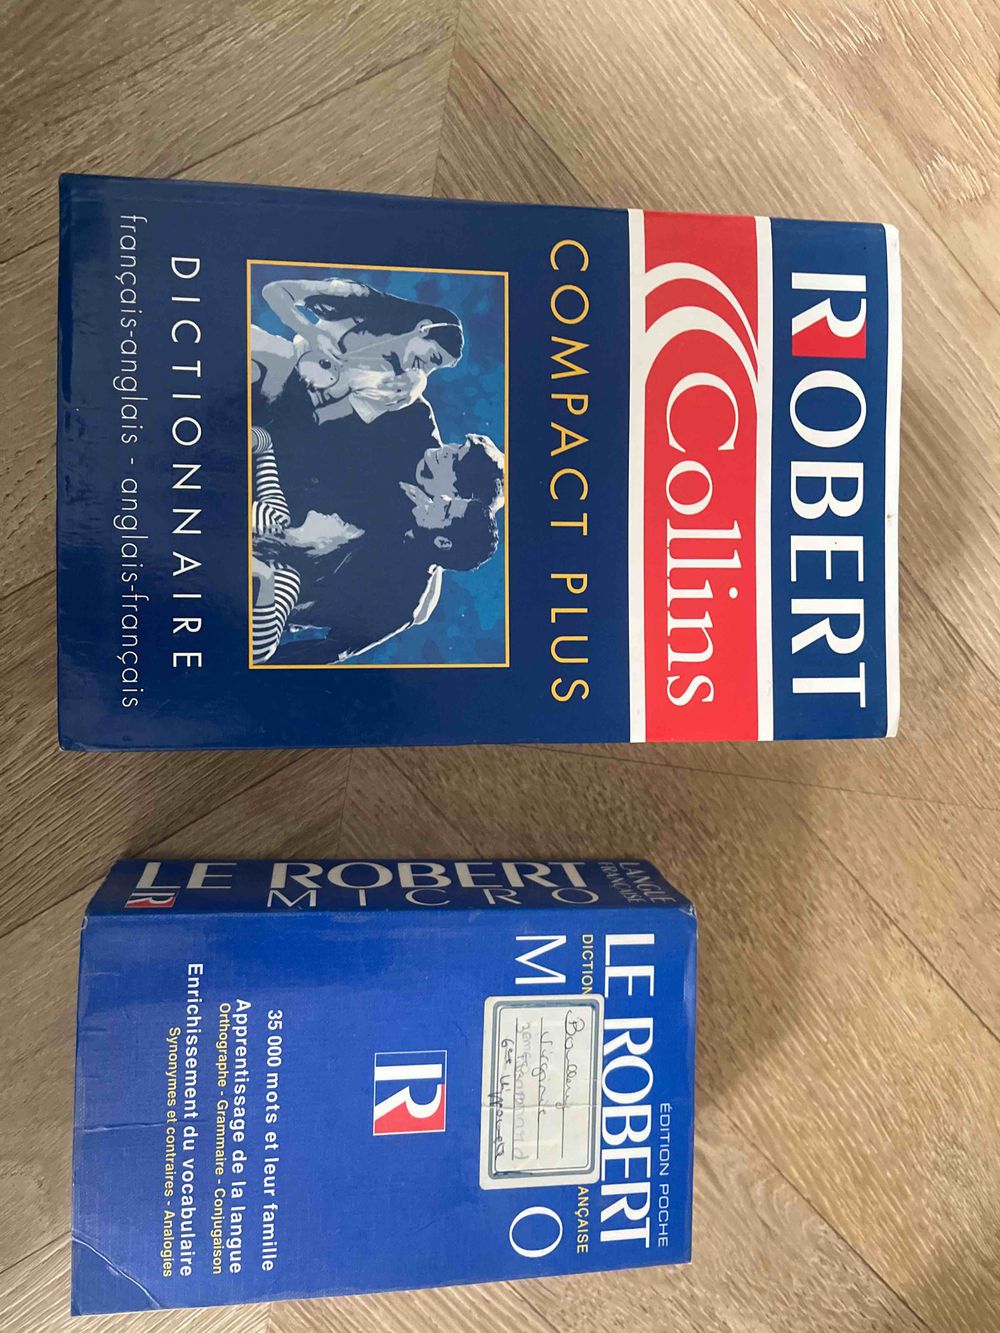 ROBERT
Collins
COMPACT PLUS
DICTIONNAIRE
français-anglais - anglais-français
LE ROBERT
MICRO
LANGUE
FRANÇAISE
R
ÉDITION POCHE
LE ROBERT
DICTION ANÇAISE
M O
R
35 000 mots et leur famille
Apprentissage de la langue
Orthographe - Grammaire - Conjugaison
Enrichissement du vocabulaire
Synonymes et contraires - Analogies